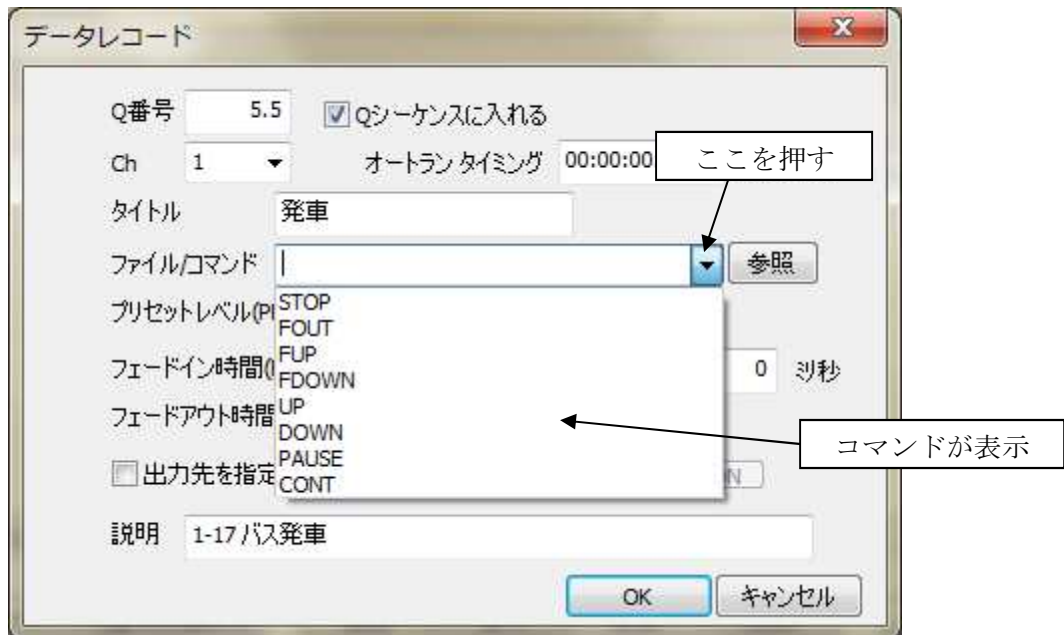 データレコード
Q番号 5.5 Qシーケンスに入れる
Ch 1 オートラン タイミング 00:00:00
ここを押す
タイトル 発車
ファイル/コマンド 参照
プリセットレベル(P
STOP
FOUT
FUP
フェードイン時間( 0 ミリ秒
FDOWN
フェードアウト時間
UP
DOWN
コマンドが表示
PAUSE
出力先を指定
CONT
説明 1-17 バス発車
OK キャンセル